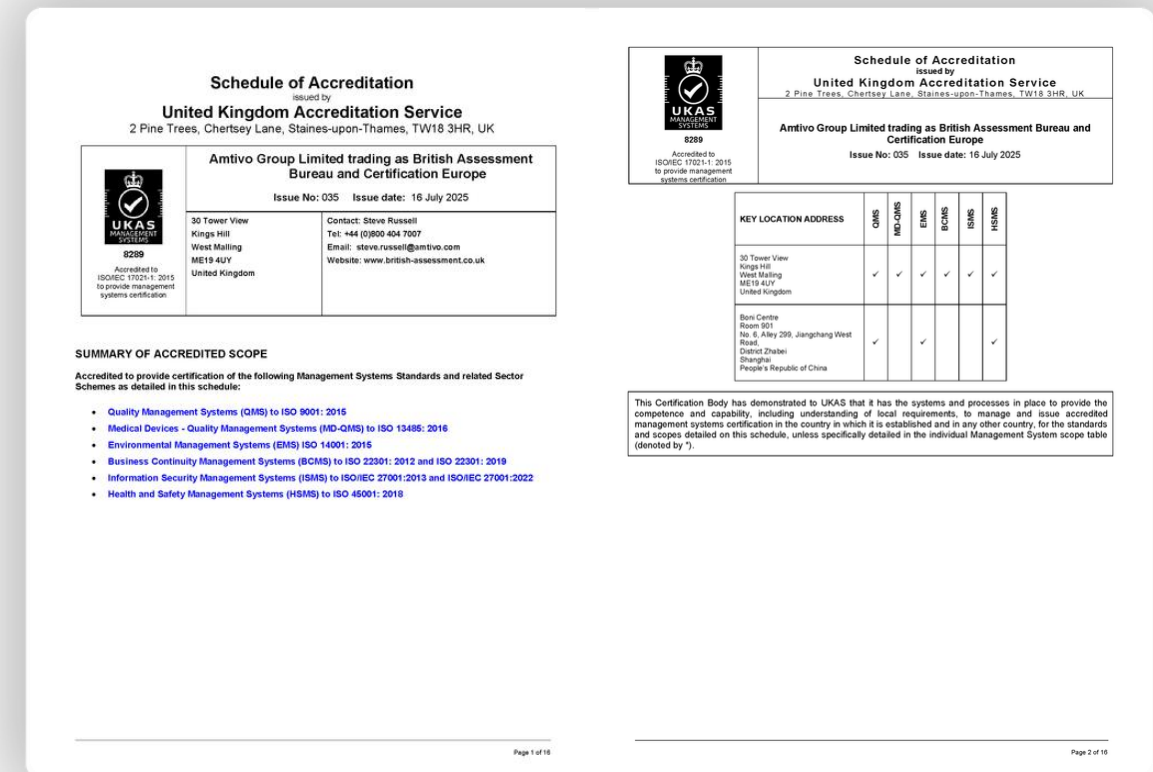 Schedule of Accreditation
issued by
United Kingdom Accreditation Service
2 Pine Trees, Chertsey Lane, Staines-upon-Thames, TW18 3HR, UK
UKAS
MANAGEMENT
SYSTEMS
8289
Accredited to
ISO/IEC 17021-1: 2015
to provide management
systems certification
Amtivo Group Limited trading as British Assessment
Bureau and Certification Europe
Issue No: 035 Issue date: 16 July 2025
30 Tower View
Kings Hill
West Malling
ME19 4UY
United Kingdom
Contact: Steve Russell
Tel: +44 (0)800 404 7007
Email: steve.russell@amtivo.com
Website: www.british-assessment.co.uk
SUMMARY OF ACCREDITED SCOPE
Accredited to provide certification of the following Management Systems Standards and related Sector
Schemes as detailed in this schedule:
• Quality Management Systems (QMS) to ISO 9001: 2015
• Medical Devices - Quality Management Systems (MD-QMS) to ISO 13485: 2016
• Environmental Management Systems (EMS) ISO 14001: 2015
• Business Continuity Management Systems (BCMS) to ISO 22301: 2012 and ISO 22301: 2019
• Information Security Management Systems (ISMS) to ISO/IEC 27001:2013 and ISO/IEC 27001:2022
• Health and Safety Management Systems (HSMS) to ISO 45001: 2018
Page 1 of 16
UKAS
MANAGEMENT
SYSTEMS
8289
Accredited to
ISO/IEC 17021-1: 2015
to provide management
systems certification
Schedule of Accreditation
issued by
United Kingdom Accreditation Service
2 Pine Trees, Chertsey Lane, Staines-upon-Thames, TW18 3HR, UK
Amtivo Group Limited trading as British Assessment Bureau and
Certification Europe
Issue No: 035 Issue date: 16 July 2025
KEY LOCATION ADDRESS QMS MD-QMS EMS BCMS ISMS HSMS
30 Tower View
Kings Hill
West Malling ✓ ✓ ✓ ✓ ✓ ✓
ME19 4UY
United Kingdom
Boni Centre
Room 901
No. 6, Alley 299, Jiangchang West
Road, ✓ ✓ ✓
District Zhabei
Shanghai
People's Republic of China
This Certification Body has demonstrated to UKAS that it has the systems and processes in place to provide the
competence and capability, including understanding of local requirements, to manage and issue accredited
management systems certification in the country in which it is established and in any other country, for the standards
and scopes detailed on this schedule, unless specifically detailed in the individual Management System scope table
(denoted by *).
Page 2 of 16